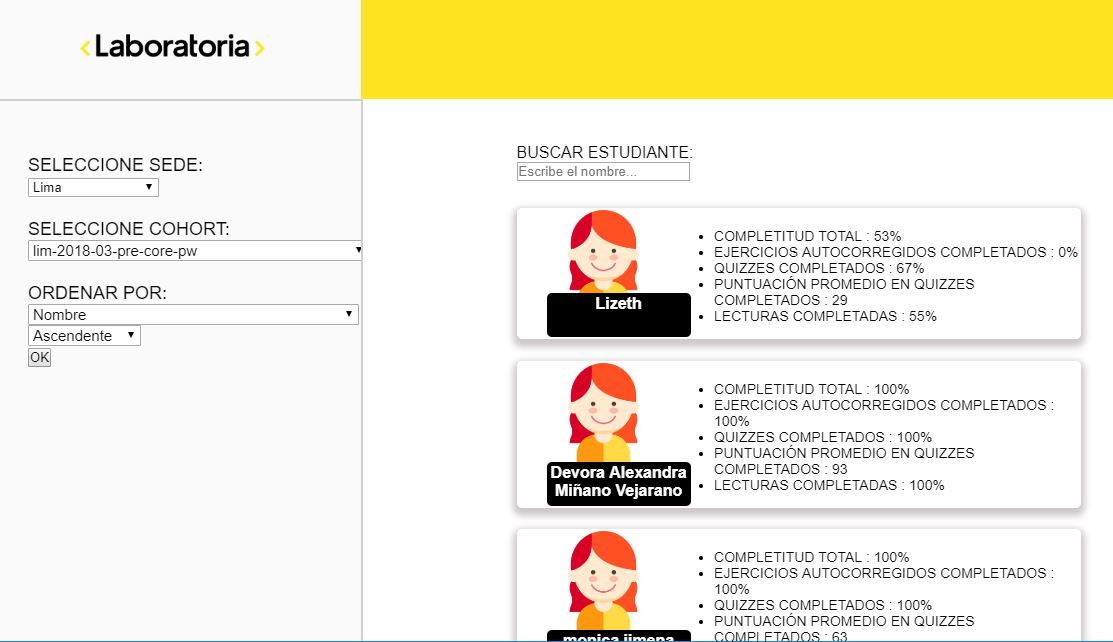 <Laboratoria>
SELECCIONE SEDE:
Lima
SELECCIONE COHORT:
lim-2018-03-pre-core-pw
ORDENAR POR:
Nombre
Ascendente
OK
BUSCAR ESTUDIANTE:
Escribe el nombre...
Lizeth
COMPLETITUD TOTAL : 53%
EJERCICIOS AUTOCORREGIDOS COMPLETADOS : 0%
QUIZZES COMPLETADOS : 67%
PUNTUACIÓN PROMEDIO EN QUIZZES
COMPLETADOS : 29
LECTURAS COMPLETADAS : 55%
Devora Alexandra
Miñano Vejarano
COMPLETITUD TOTAL : 100%
EJERCICIOS AUTOCORREGIDOS COMPLETADOS :
100%
QUIZZES COMPLETADOS : 100%
PUNTUACIÓN PROMEDIO EN QUIZZES
COMPLETADOS : 93
LECTURAS COMPLETADAS : 100%
monica jimena
COMPLETITUD TOTAL : 100%
EJERCICIOS AUTOCORREGIDOS COMPLETADOS :
100%
QUIZZES COMPLETADOS : 100%
PUNTUACIÓN PROMEDIO EN QUIZZES
COMPLETADOS : 63